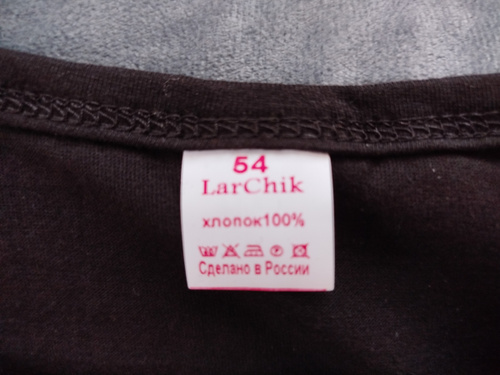 54
LarChik
хлопок100%
Сделано в России